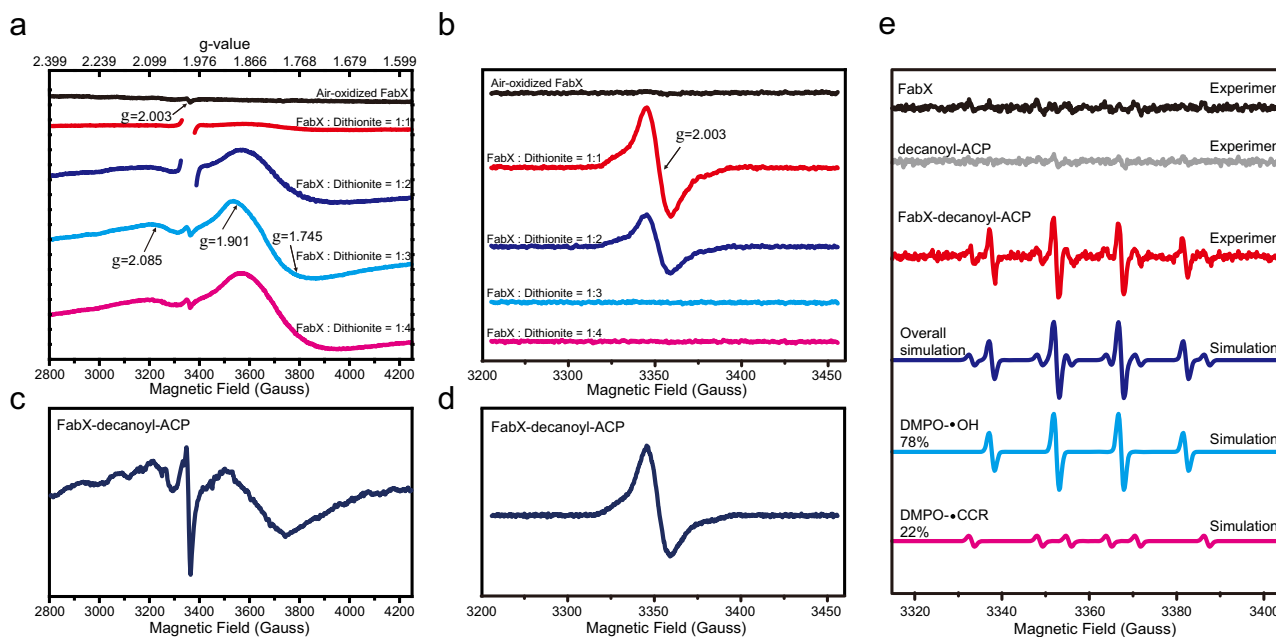 a
g-value
2.399 2.239 2.099 1.976 1.866 1.768 1.679 1.599
Air-oxidized FabX
g=2.003
FabX : Dithionite = 1:1
FabX : Dithionite = 1:2
g=2.085
g=1.901
g=1.745
FabX : Dithionite = 1:3
FabX : Dithionite = 1:4
2800 3000 3200 3400 3600 3800 4000 4200
Magnetic Field (Gauss)
b
Air-oxidized FabX
g=2.003
FabX : Dithionite = 1:1
FabX : Dithionite = 1:2
FabX : Dithionite = 1:3
FabX : Dithionite = 1:4
3200 3250 3300 3350 3400 3450
Magnetic Field (Gauss)
c
FabX-decanoyl-ACP
2800 3000 3200 3400 3600 3800 4000 4200
Magnetic Field (Gauss)
d
FabX-decanoyl-ACP
3200 3250 3300 3350 3400 3450
Magnetic Field (Gauss)
e
FabX Experimen
decanoyl-ACP Experimen
FabX-decanoyl-ACP Experimen
Overall
simulation Simulation
DMPO-•OH
78% Simulation
DMPO-•CCR
22% Simulation
3320 3340 3360 3380 3400
Magnetic Field (Gauss)